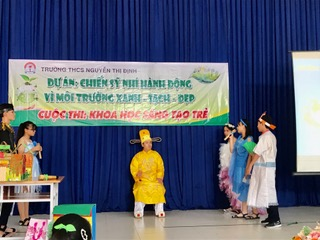 TRƯỜNG THCS NGUYỄN THỊ ĐỊNH
DỰ ÁN: CHIẾN SỸ NHÍ HÀNH ĐỘNG
VÌ MÔI TRƯỜNG XANH - SẠCH - ĐẸP
CUỘC THI: KHOA HỌC SÁNG TẠO TRẺ